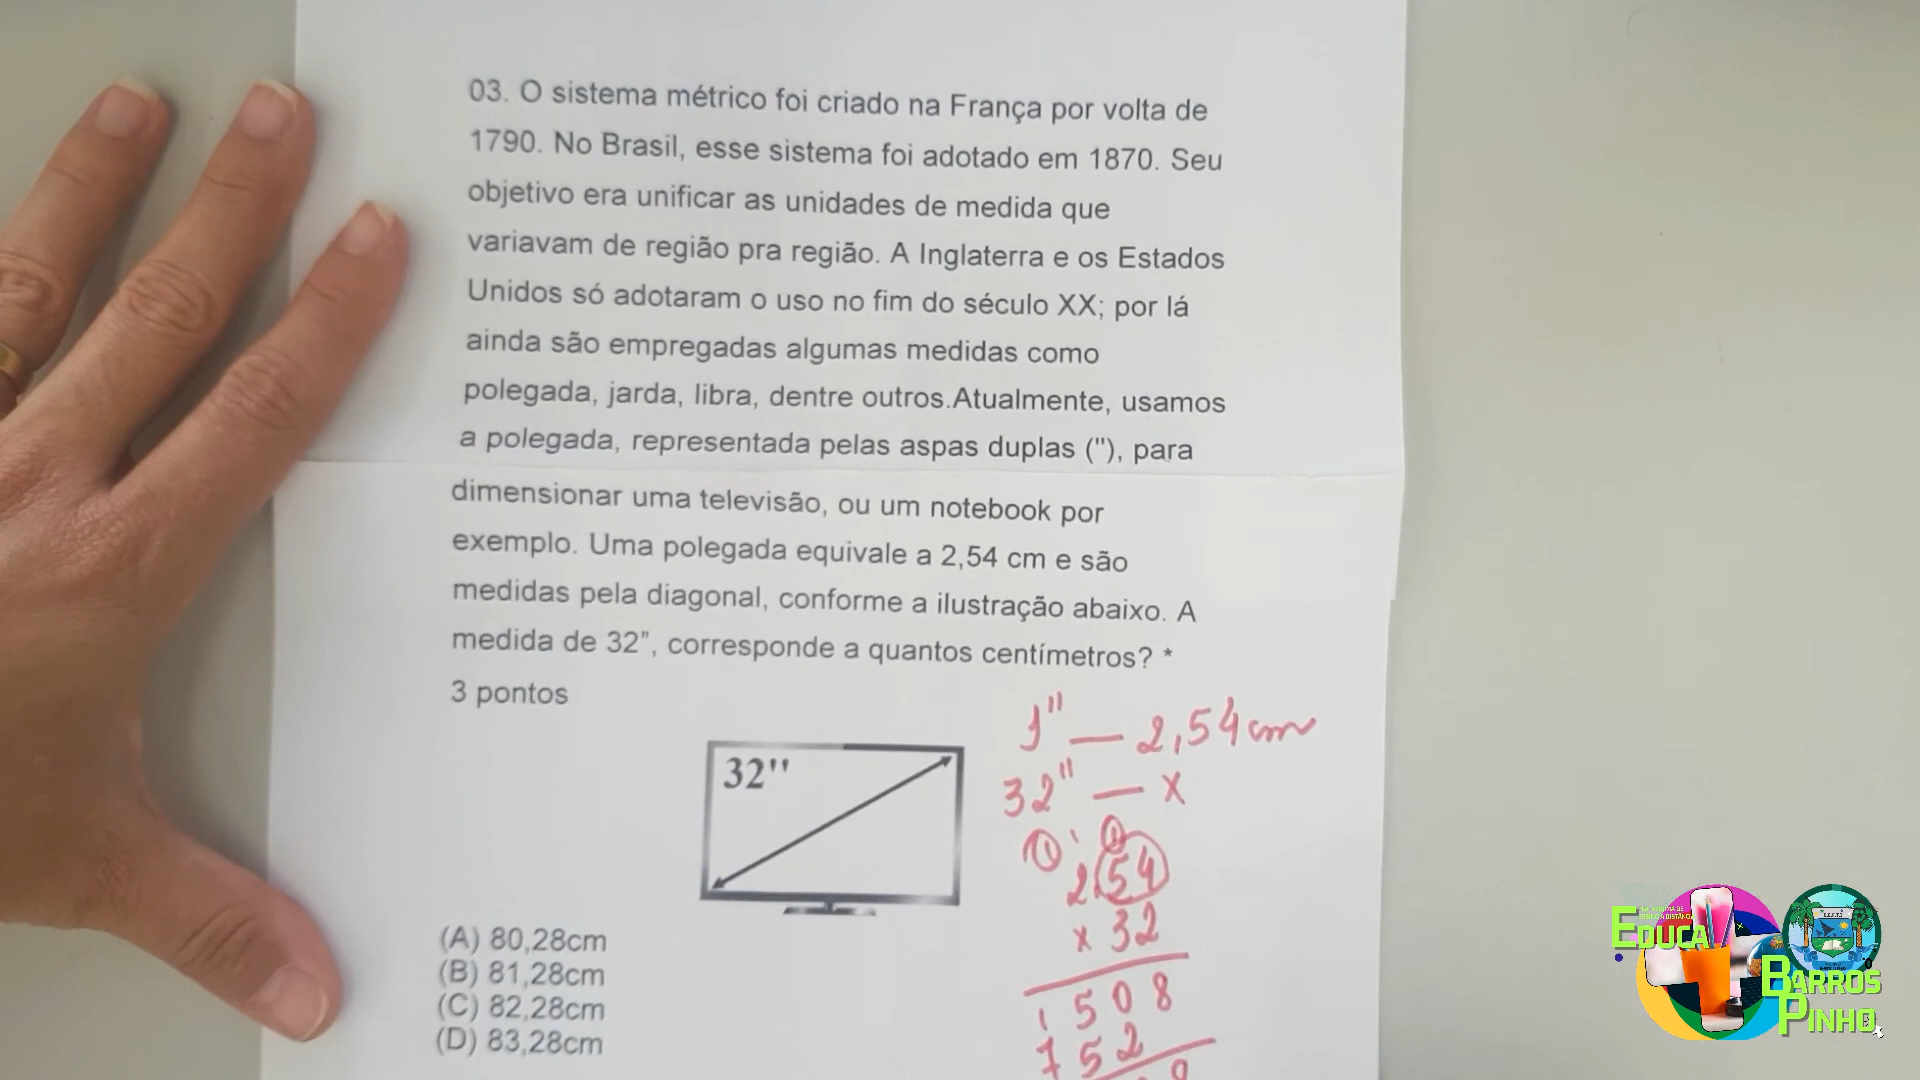 03. O sistema métrico foi criado na França por volta de
1790. No Brasil, esse sistema foi adotado em 1870. Seu
objetivo era unificar as unidades de medida que
variavam de região pra região. A Inglaterra e os Estados
Unidos só adotaram o uso no fim do século XX; por lá
ainda são empregadas algumas medidas como
polegada, jarda, libra, dentre outros.Atualmente, usamos
a polegada, representada pelas aspas duplas ("), para
dimensionar uma televisão, ou um notebook por
exemplo. Uma polegada equivale a 2,54 cm e são
medidas pela diagonal, conforme a ilustração abaixo. A
medida de 32”, corresponde a quantos centímetros? *
3 pontos
32''
(A) 80,28cm
(B) 81,28cm
(C) 82,28cm
(D) 83,28cm
1" — 2,54cm
32" — x
1 1
2,54
x 32
1508
752
EDUCA
BARROS
PINHO